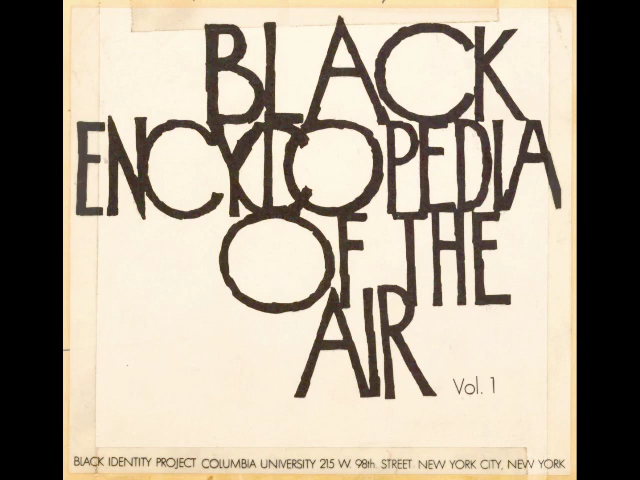 BLACK
ENCYCLOPEDIA
OF THE
AIR
Vol. 1
BLACK IDENTITY PROJECT COLUMBIA UNIVERSITY 215 W. 98th. STREET NEW YORK CITY, NEW YORK